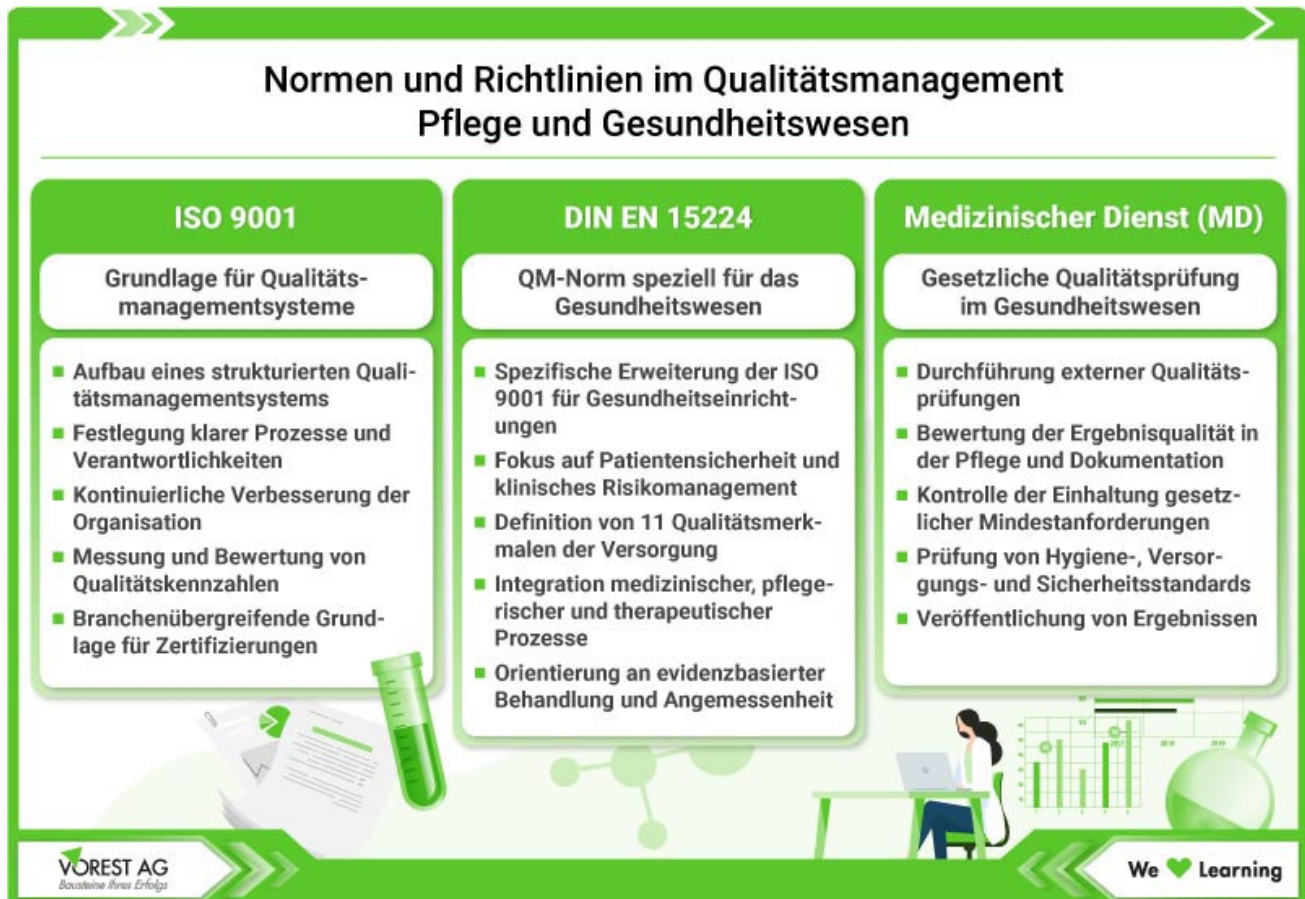 Normen und Richtlinien im Qualitätsmanagement
Pflege und Gesundheitswesen
ISO 9001
Grundlage für Qualitäts-
managementsysteme
■ Aufbau eines strukturierten Quali-
tätsmanagementsystems
■ Festlegung klarer Prozesse und
Verantwortlichkeiten
■ Kontinuierliche Verbesserung der
Organisation
■ Messung und Bewertung von
Qualitätskennzahlen
■ Branchenübergreifende Grund-
lage für Zertifizierungen
DIN EN 15224
QM-Norm speziell für das
Gesundheitswesen
■ Spezifische Erweiterung der ISO
9001 für Gesundheitseinricht-
ungen
■ Fokus auf Patientensicherheit und
klinisches Risikomanagement
■ Definition von 11 Qualitätsmerk-
malen der Versorgung
■ Integration medizinischer, pflege-
rischer und therapeutischer
Prozesse
■ Orientierung an evidenzbasierter
Behandlung und Angemessenheit
Medizinischer Dienst (MD)
Gesetzliche Qualitätsprüfung
im Gesundheitswesen
■ Durchführung externer Qualitäts-
prüfungen
■ Bewertung der Ergebnisqualität in
der Pflege und Dokumentation
■ Kontrolle der Einhaltung gesetz-
licher Mindestanforderungen
■ Prüfung von Hygiene-, Versor-
gungs- und Sicherheitsstandards
■ Veröffentlichung von Ergebnissen
2017 2018
VOREST AG
Bausteine Ihres Erfolgs
We Learning